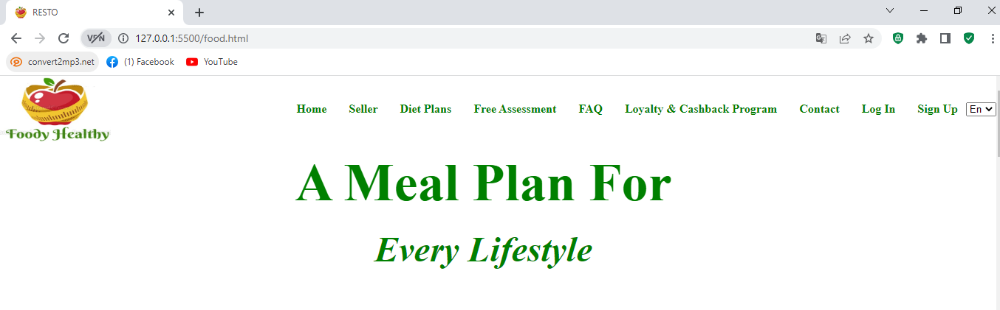 RESTO
VPN
127.0.0.1:5500/food.html
convert2mp3.net
(1) Facebook
YouTube
Foody Healthy
Home Seller Diet Plans Free Assessment FAQ Loyalty & Cashback Program Contact Log In Sign Up En
A Meal Plan For
Every Lifestyle